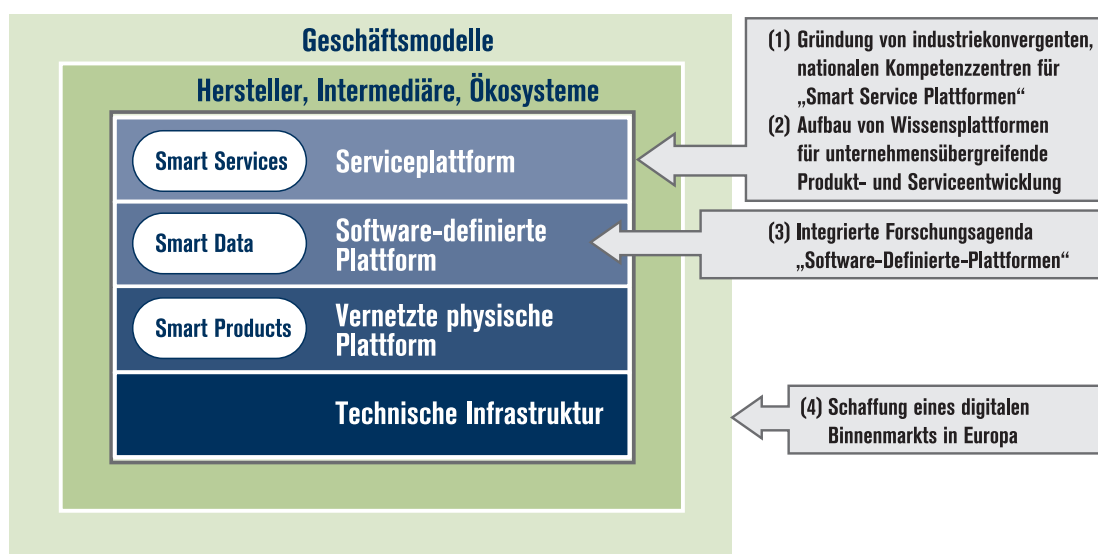 Geschäftsmodelle
Hersteller, Intermediäre, Ökosysteme
Smart Services
Serviceplattform
Smart Data
Software-definierte
Plattform
Smart Products
Vernetzte physische
Plattform
Technische Infrastruktur
(1) Gründung von industriekonvergenten,
nationalen Kompetenzzentren für
„Smart Service Plattformen“
(2) Aufbau von Wissensplattformen
für unternehmensübergreifende
Produkt- und Serviceentwicklung
(3) Integrierte Forschungsagenda
„Software-Definierte-Plattformen“
(4) Schaffung eines digitalen
Binnenmarkts in Europa